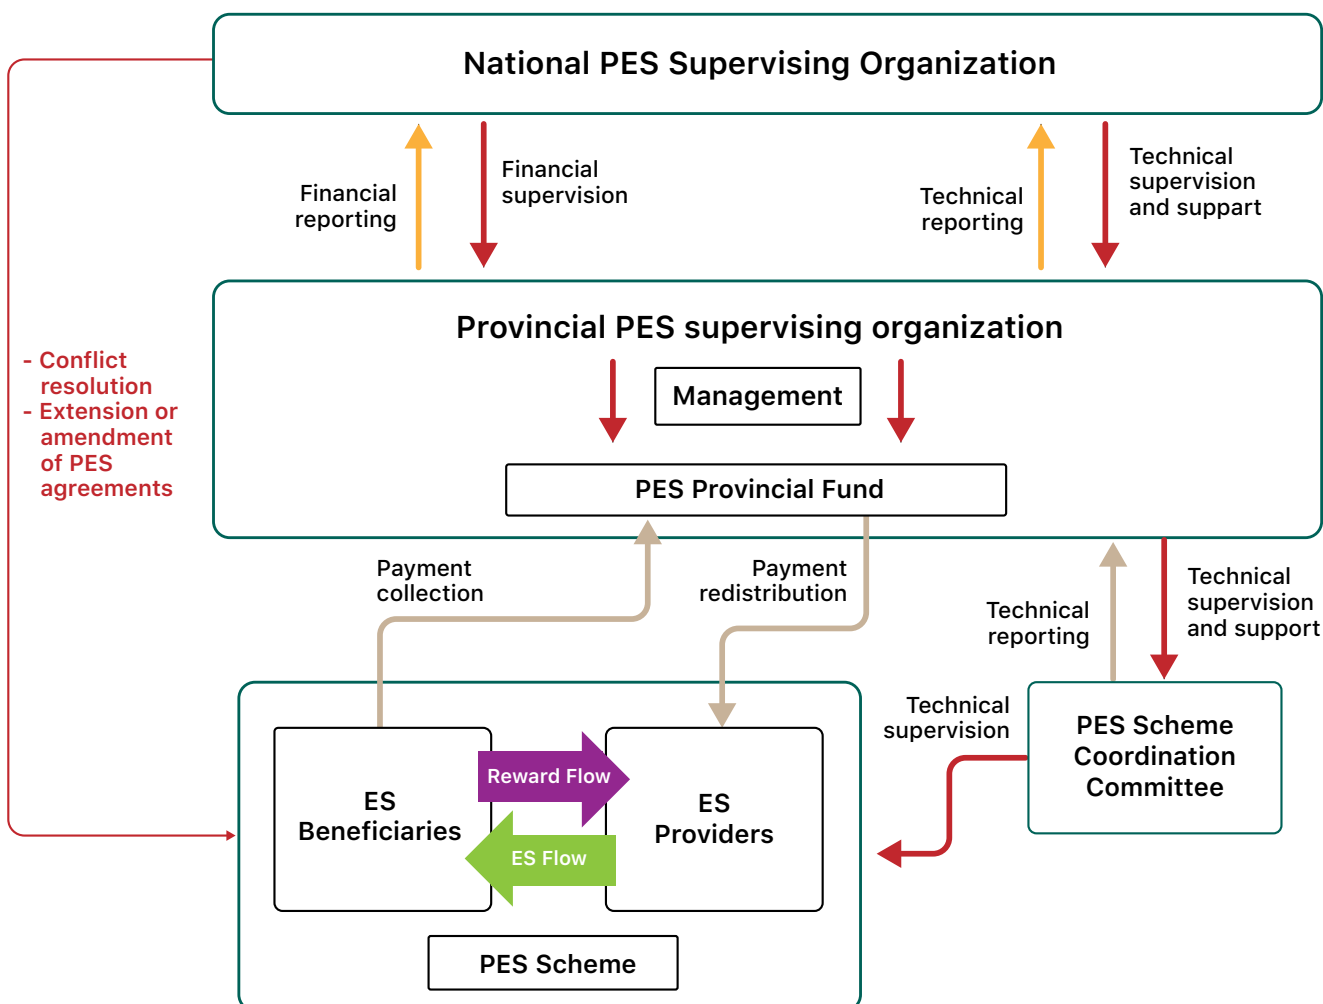 National PES Supervising Organization
Financial
reporting
Financial
supervision
Technical
reporting
Technical
supervision
and suppart
- Conflict
resolution
- Extension or
amendment
of PES
agreements
Provincial PES supervising organization
Management
PES Provincial Fund
Payment
collection
Payment
redistribution
Technical
reporting
Technical
supervision
and support
Technical
supervision
PES Scheme
Coordination
Committee
ES
Beneficiaries
Reward Flow
ES Flow
ES
Providers
PES Scheme